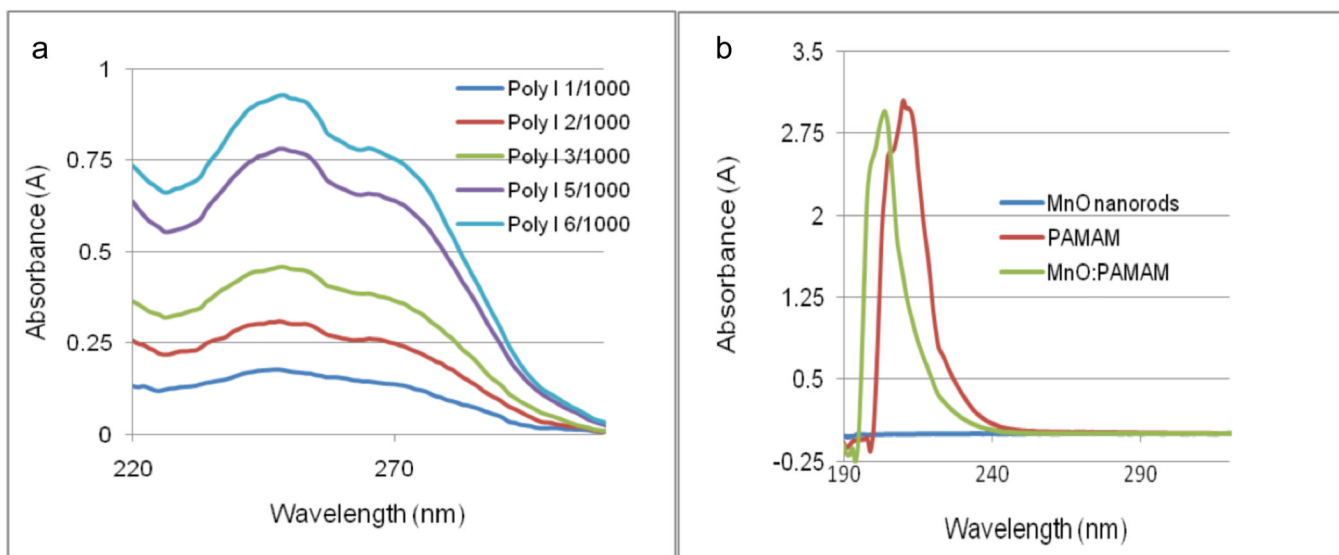 a
1
0.75
0.5
0.25
0
220
270
Absorbance (A)
Wavelength (nm)
Poly I 1/1000
Poly I 2/1000
Poly I 3/1000
Poly I 5/1000
Poly I 6/1000
b
3.5
2.75
2
1.25
0.5
-0.25
190
240
290
Absorbance (A)
Wavelength (nm)
MnO nanorods
PAMAM
MnO:PAMAM